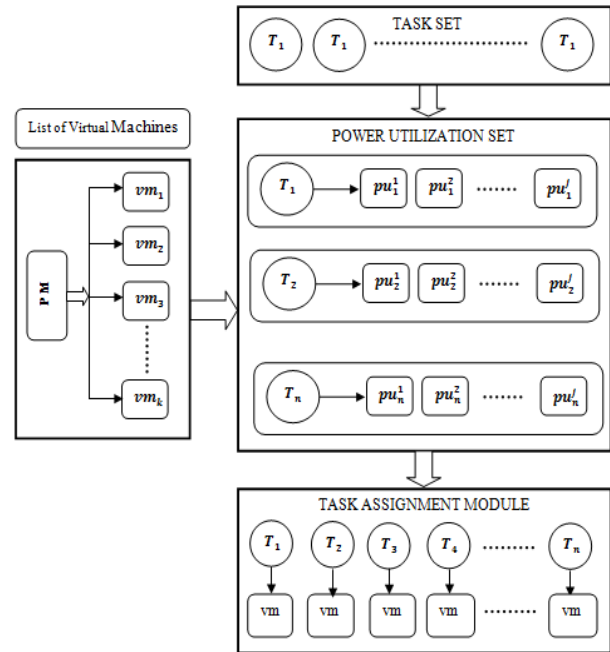 TASK SET
T₁ T₁ ........................... T₁
List of Virtual Machines
PM
vm₁
vm₂
vm₃
........
vmₖ
POWER UTILIZATION SET
T₁ pu₁¹ pu₁² ....... pu₁ˡ
T₂ pu₂¹ pu₂² ....... pu₂ˡ
Tₙ puₙ¹ puₙ² ....... puₙˡ
TASK ASSIGNMENT MODULE
T₁ T₂ T₃ T₄ ......... Tₙ
vm vm vm vm ......... vm